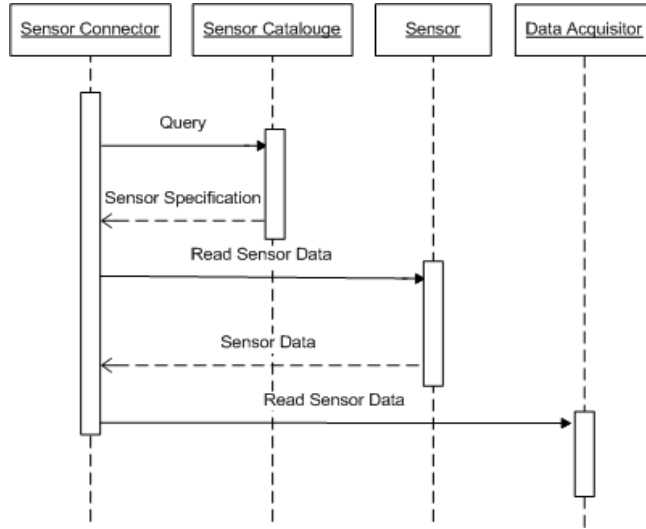 Sensor Connector
Sensor Catalouge
Sensor
Data Acquisitor
Query
Sensor Specification
Read Sensor Data
Sensor Data
Read Sensor Data